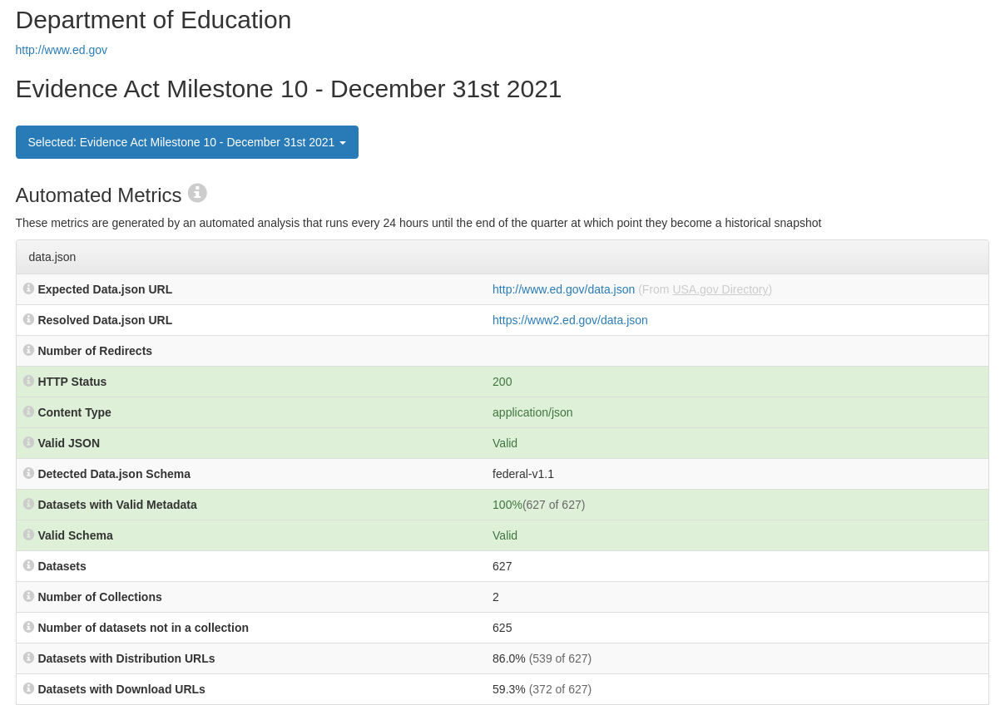 Department of Education
http://www.ed.gov
Evidence Act Milestone 10 - December 31st 2021
Selected: Evidence Act Milestone 10 - December 31st 2021
Automated Metrics
These metrics are generated by an automated analysis that runs every 24 hours until the end of the quarter at which point they become a historical snapshot
data.json
Expected Data.json URL http://www.ed.gov/data.json (From USA.gov Directory)
Resolved Data.json URL https://www2.ed.gov/data.json
Number of Redirects
HTTP Status 200
Content Type application/json
Valid JSON Valid
Detected Data.json Schema federal-v1.1
Datasets with Valid Metadata 100%(627 of 627)
Valid Schema Valid
Datasets 627
Number of Collections 2
Number of datasets not in a collection 625
Datasets with Distribution URLs 86.0% (539 of 627)
Datasets with Download URLs 59.3% (372 of 627)